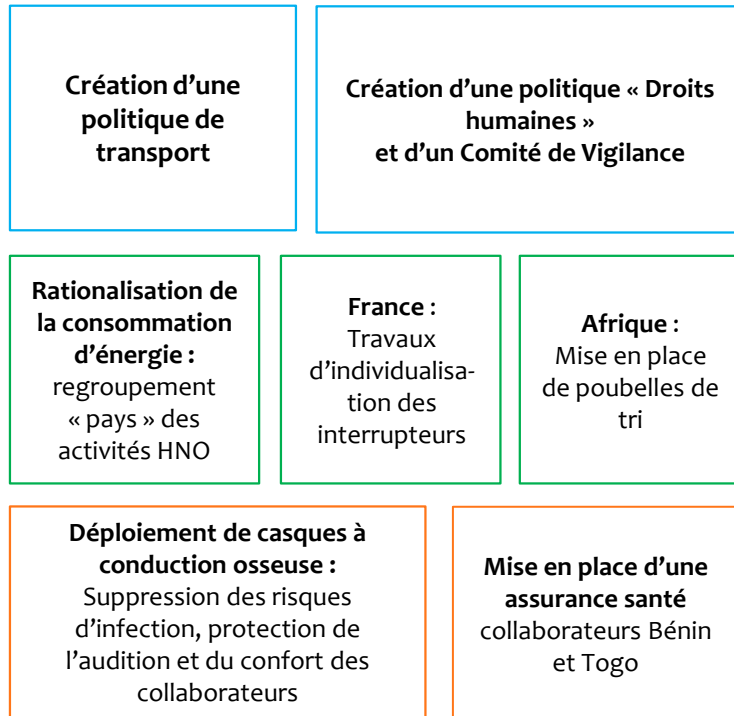 Création d'une
politique de
transport
Création d'une politique « Droits
humaines »
et d'un Comité de Vigilance
Rationalisation de
la consommation
d'énergie :
regroupement
« pays » des
activités HNO
France :
Travaux
d'individualisa-
tion des
interrupteurs
Afrique :
Mise en place
de poubelles de
tri
Déploiement de casques à
conduction osseuse :
Suppression des risques
d'infection, protection de
l'audition et du confort des
collaborateurs
Mise en place d'une
assurance santé
collaborateurs Bénin
et Togo